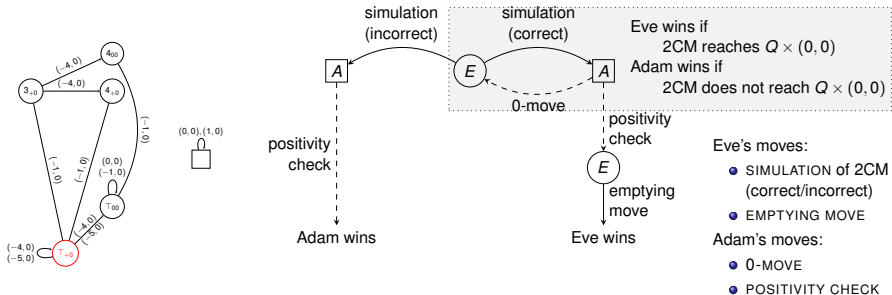 4₀₀
(−4, 0)
3₊₀
(−4, 0)
4₊₀
(−1, 0)
(−1, 0)
(−1, 0)
(0, 0)
(−1, 0)
⊤₀₀
(−4, 0)
(−5, 0)
⊤₊₀
(−4, 0)
(−5, 0)
(0, 0), (1, 0)
simulation
(incorrect)
simulation
(correct)
A
E
A
0-move
Eve wins if
2CM reaches Q × (0, 0)
Adam wins if
2CM does not reach Q × (0, 0)
positivity
check
positivity
check
E
emptying
move
Adam wins
Eve wins
Eve's moves:
SIMULATION of 2CM
(correct/incorrect)
EMPTYING MOVE
Adam's moves:
0-MOVE
POSITIVITY CHECK